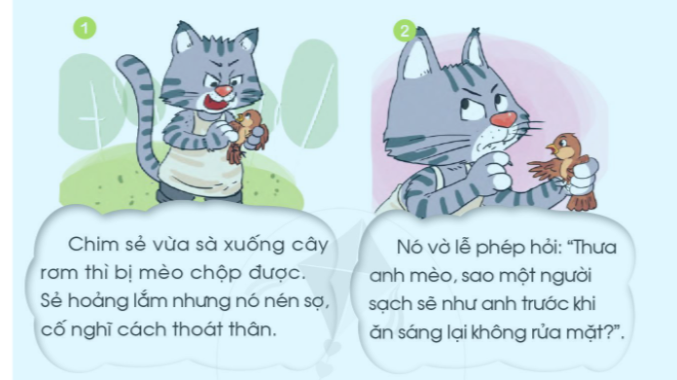 1
2
Chim sẻ vừa sà xuống cây
rơm thì bị mèo chộp được.
Sẻ hoảng lắm nhưng nó nén sợ,
cố nghĩ cách thoát thân.
Nó vờ lễ phép hỏi: “Thưa
anh mèo, sao một người
sạch sẽ như anh trước khi
ăn sáng lại không rửa mặt?”.